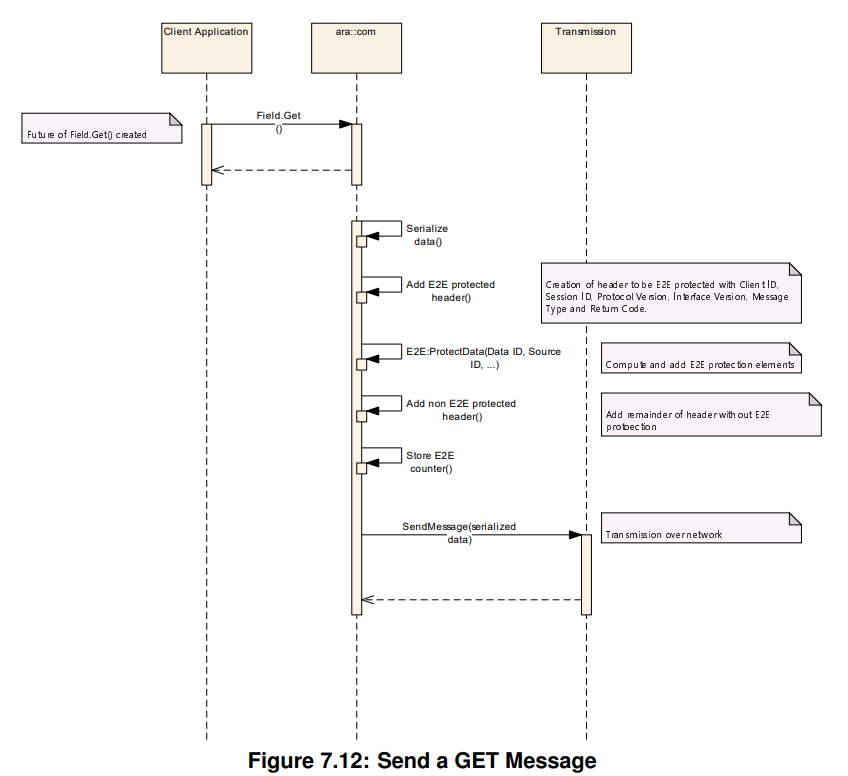 Client Application
ara::com
Transmission
Field.Get
()
Future of Field.Get() created
Serialize
data()
Add E2E protected
header()
Creation of header to be E2E protected with Client ID,
Session ID, Protocol Version, Interface Version, Message
Type and Return Code.
E2E:ProtectData(Data ID, Source
ID, ...)
Compute and add E2E protection elements
Add non E2E protected
header()
Add remainder of header without E2E
protoection
Store E2E
counter()
SendMessage(serialized
data)
Transmission over network
Figure 7.12: Send a GET Message